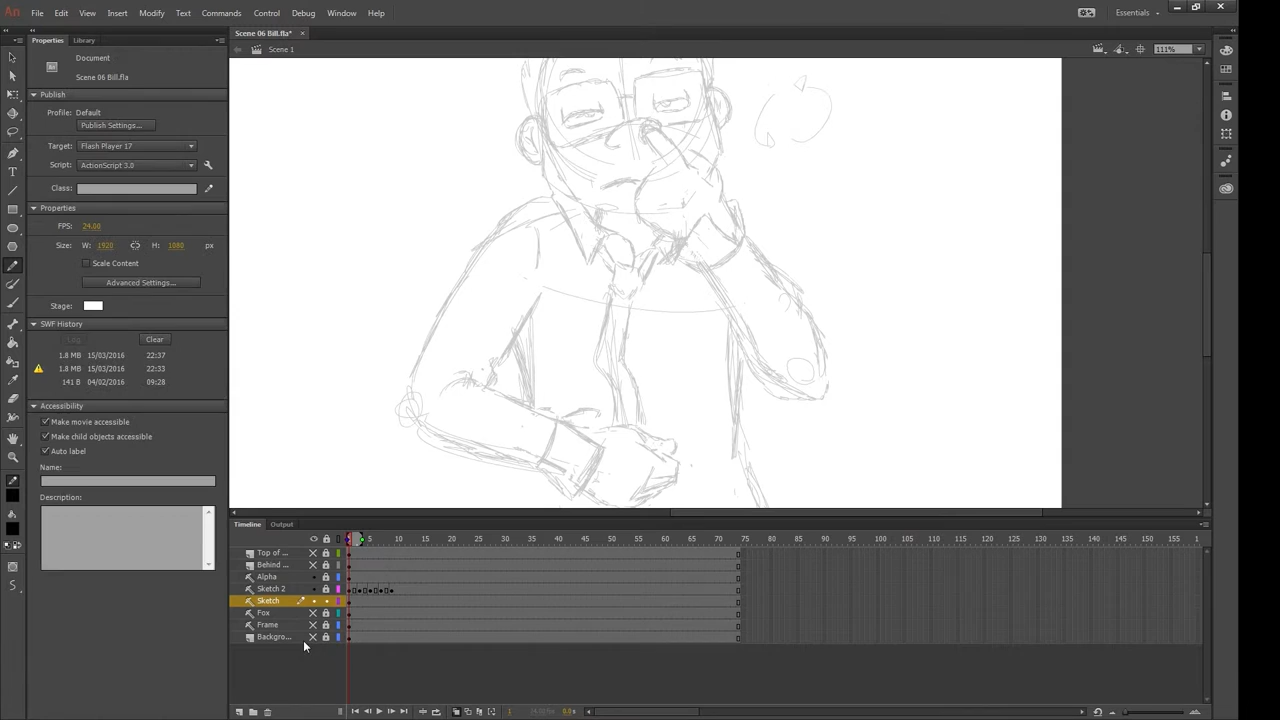 An File Edit View Insert Modify Text Commands Control Debug Window Help Essentials
Properties Library Scene 06 Bill.fla*
Document Scene 1 111%
Scene 06 Bill.fla
Publish
Profile: Default
Publish Settings...
Target: Flash Player 17
Script: ActionScript 3.0
Class:
Properties
FPS: 24.00
Size: W: 1920 H: 1080 px
Scale Content
Advanced Settings...
Stage:
SWF History
Clear
1.8 MB 15/03/2016 22:37
1.8 MB 15/03/2016 22:33
141 B 04/02/2016 09:28
Accessibility
Make movie accessible
Make child objects accessible
Auto label
Name:
Description:
Timeline Output
5 10 15 20 25 30 35 40 45 50 55 60 65 70 75 80 85 90 95 100 105 110 115 120 125 130 135 140 145 150 155 1
Top of ...
Behind ...
Alpha
Sketch 2
Sketch
Fox
Frame
Backgro...
1 0.0s